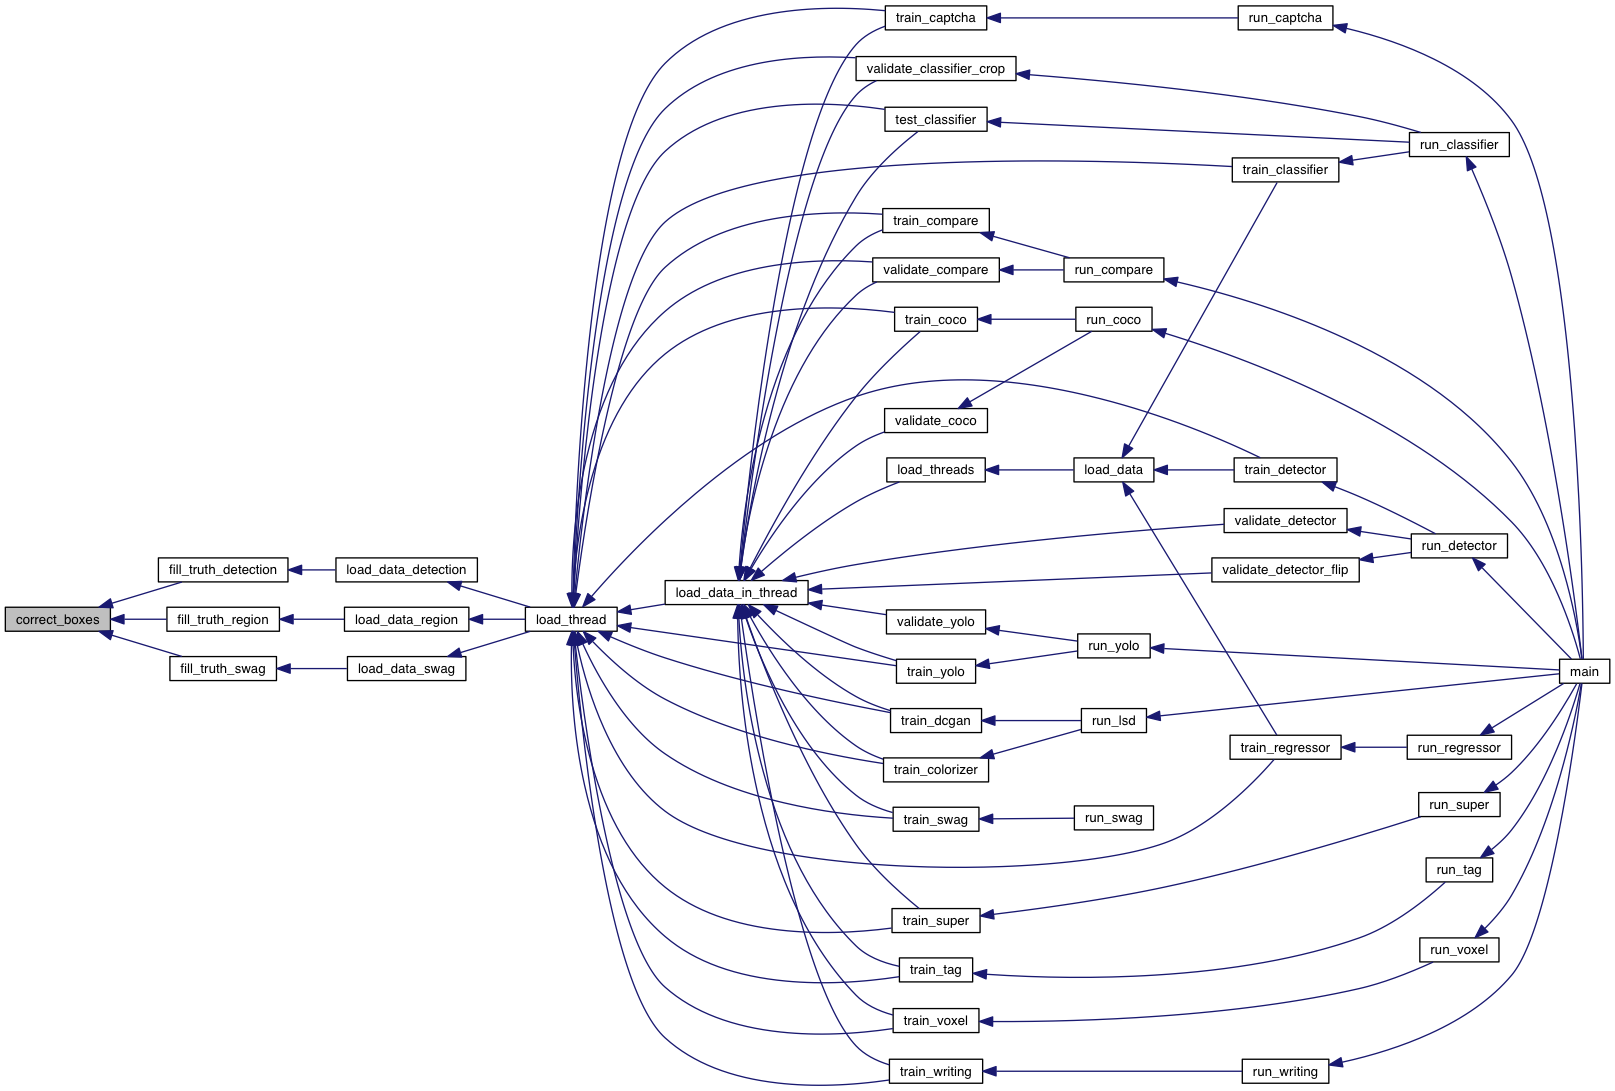 train_captcha
run_captcha
validate_classifier_crop
test_classifier
run_classifier
train_classifier
train_compare
validate_compare
run_compare
train_coco
run_coco
validate_coco
load_threads
load_data
train_detector
validate_detector
run_detector
fill_truth_detection
load_data_detection
validate_detector_flip
load_data_in_thread
correct_boxes
fill_truth_region
load_data_region
load_thread
validate_yolo
run_yolo
fill_truth_swag
load_data_swag
train_yolo
main
train_dcgan
run_lsd
train_regressor
run_regressor
train_colorizer
run_super
train_swag
run_swag
run_tag
train_super
run_voxel
train_tag
train_voxel
train_writing
run_writing